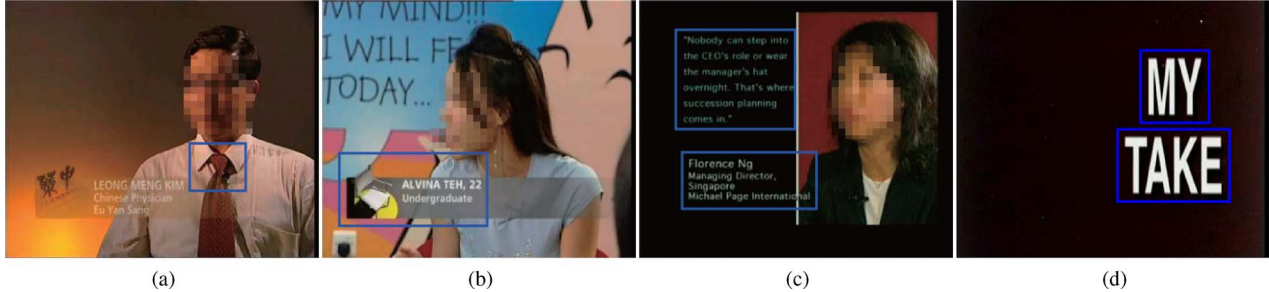 MY MIND!!!
I WILL FE
TODAY...
LEONG MENG KIM
Chinese Physician
Eu Yan Sang
ALVINA TEH, 22
Undergraduate
"Nobody can step into
the CEO's role or wear
the manager's hat
overnight. That's where
succession planning
comes in."
Florence Ng
Managing Director,
Singapore
Michael Page International
MY
TAKE
(a)
(b)
(c)
(d)